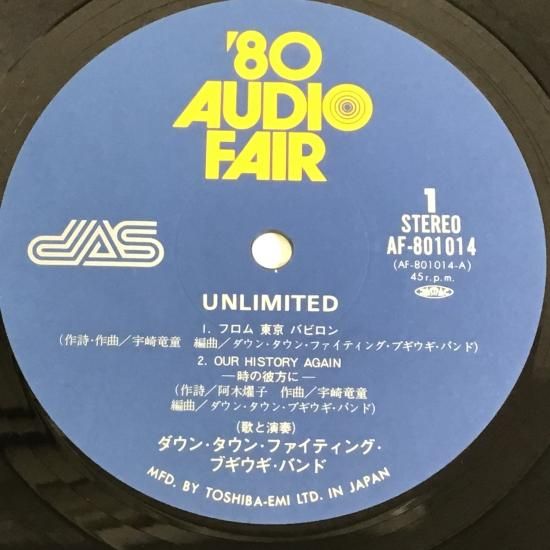 '80
AUDIO
FAIR
JAS
1
STEREO
AF-801014
(AF-801014-A)
45 r.p.m.
UNLIMITED
1. フロム 東京 バビロン
(作詩・作曲/宇崎竜童 編曲/ダウン・タウン・ファイティング・ブギウギ・バンド)
2. OUR HISTORY AGAIN
—時の彼方に—
(作詩/阿木燿子 作曲/宇崎竜童
編曲/ダウン・タウン・ブギウギ・バンド)
(歌と演奏)
ダウン・タウン・ファイティング・
ブギウギ・バンド
MFD. BY TOSHIBA-EMI LTD. IN JAPAN